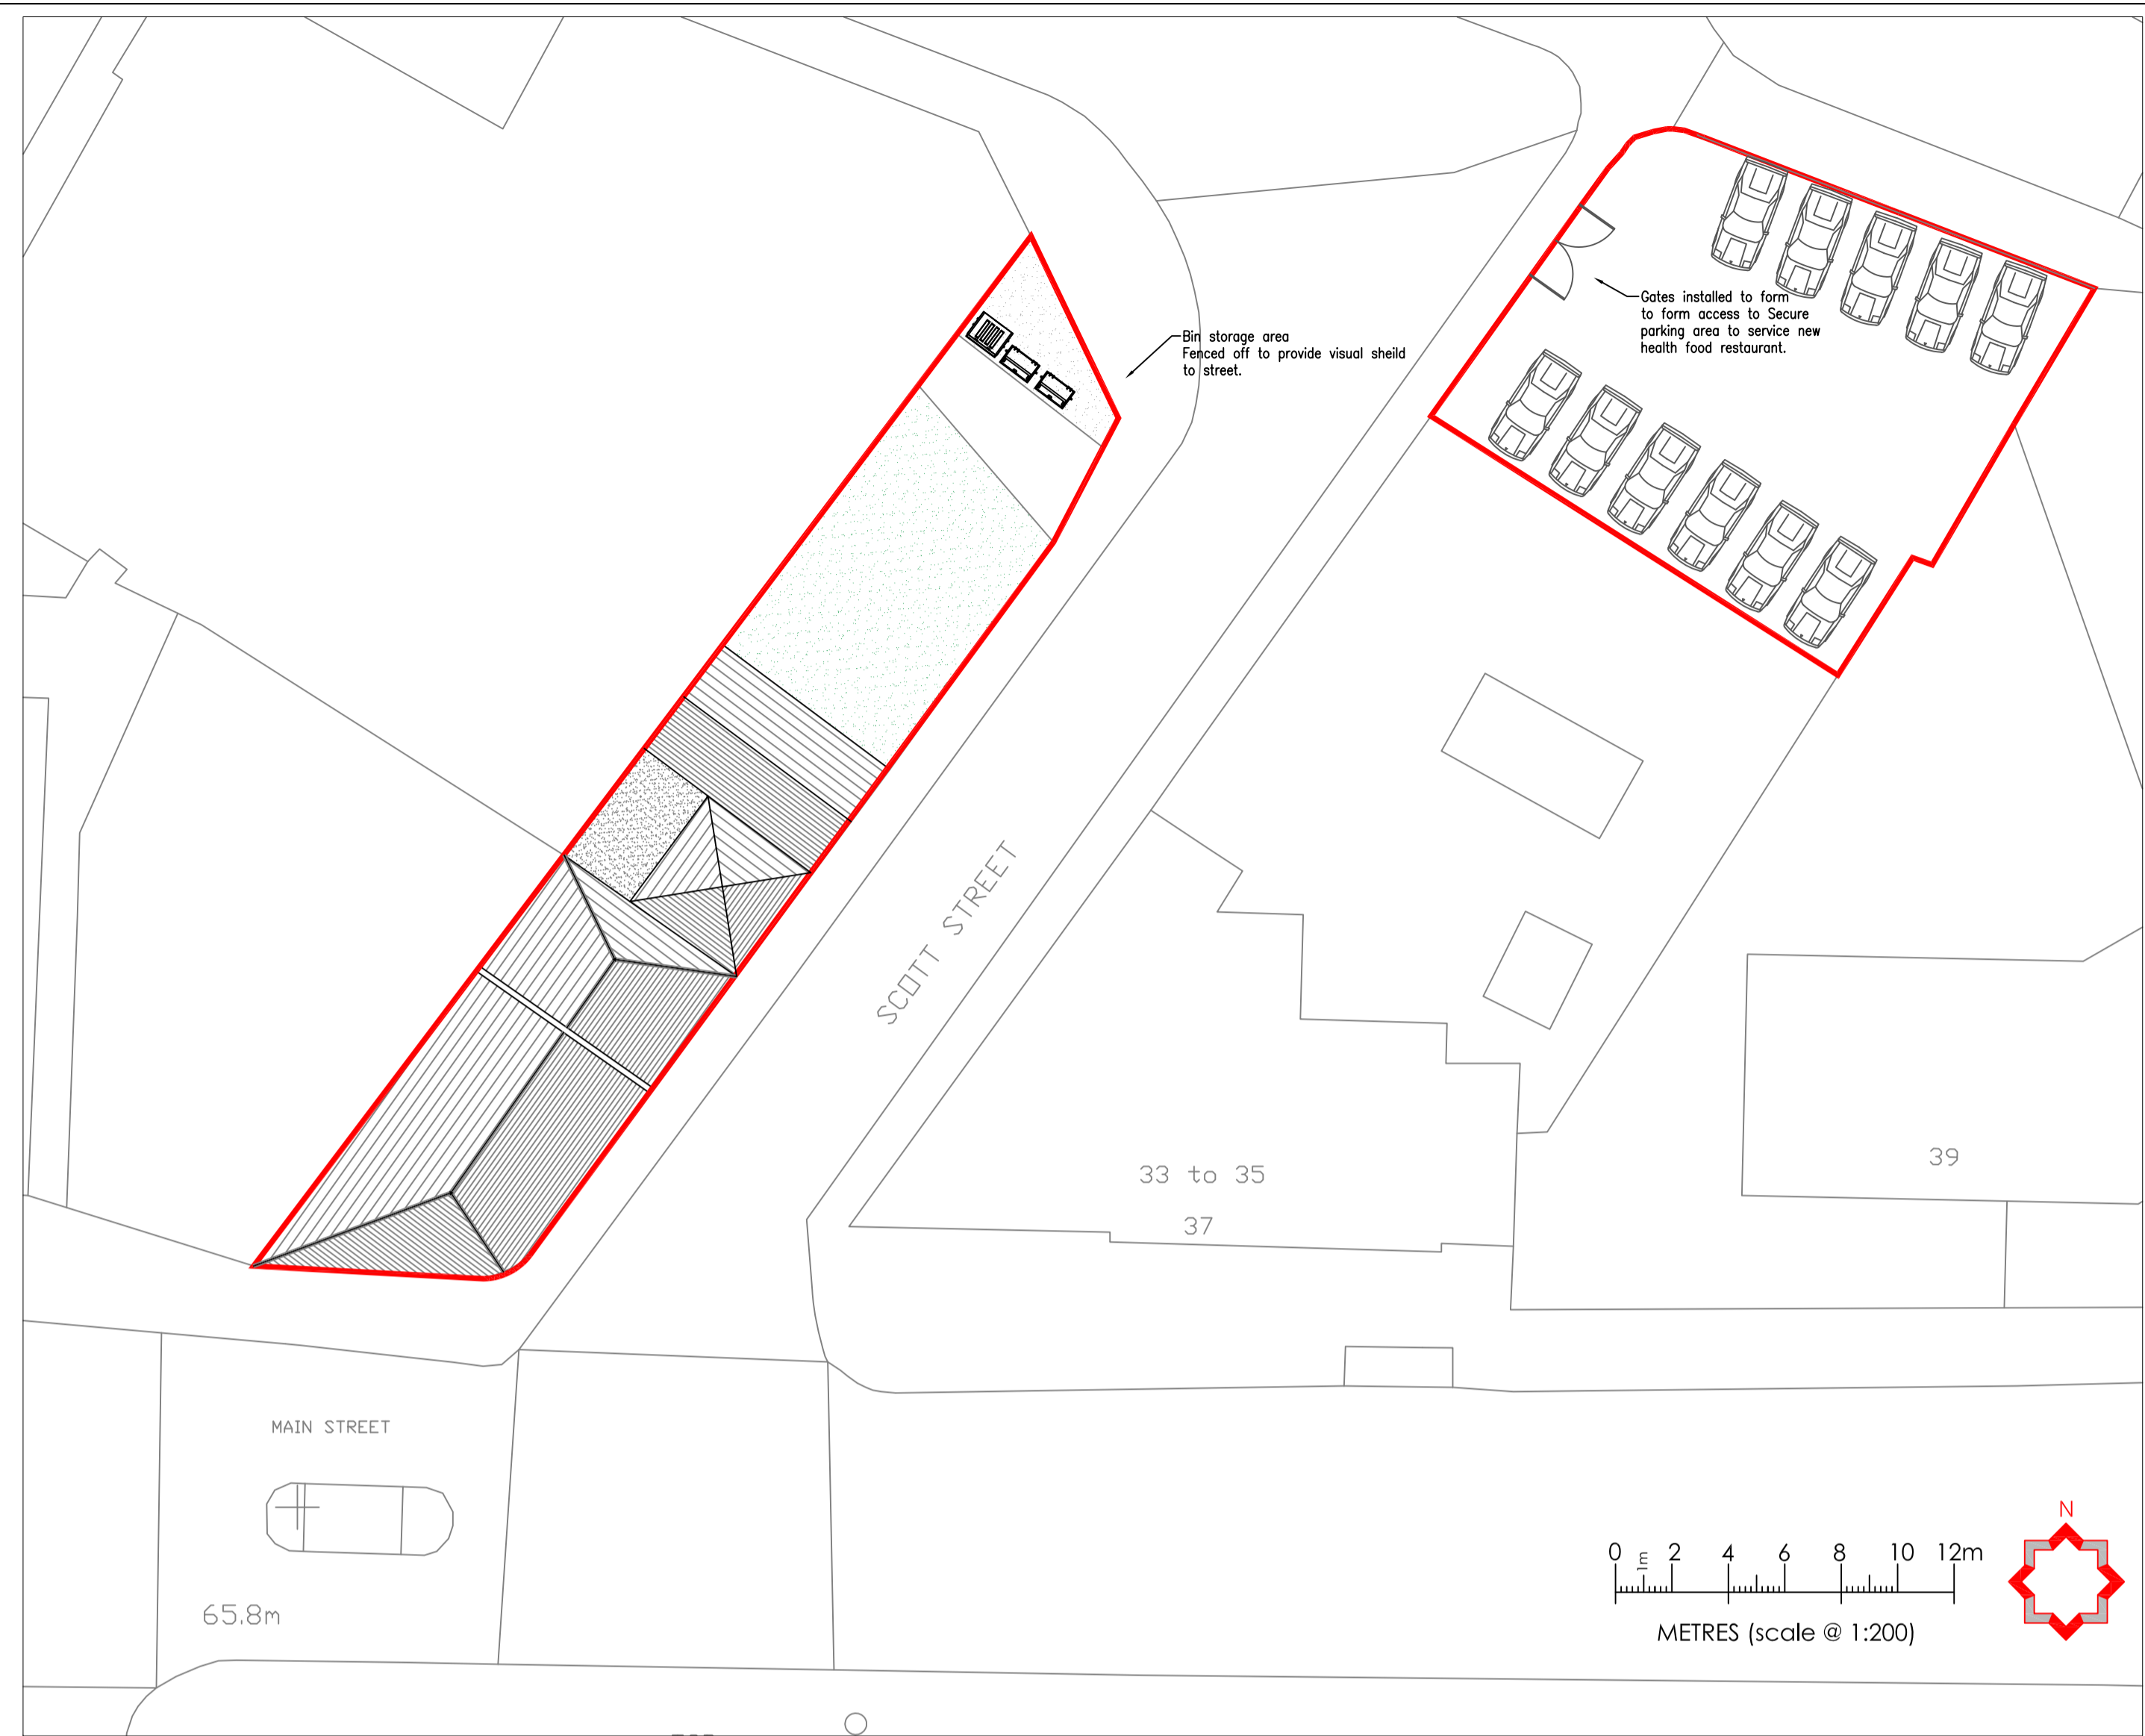 Gates installed to form
to form access to Secure
parking area to service new
health food restaurant.
Bin storage area
Fenced off to provide visual sheild
to street.
SCOTT STREET
33 to 35
37
39
MAIN STREET
65.8m
0 1m 2 4 6 8 10 12m
METRES (scale @ 1:200)
N